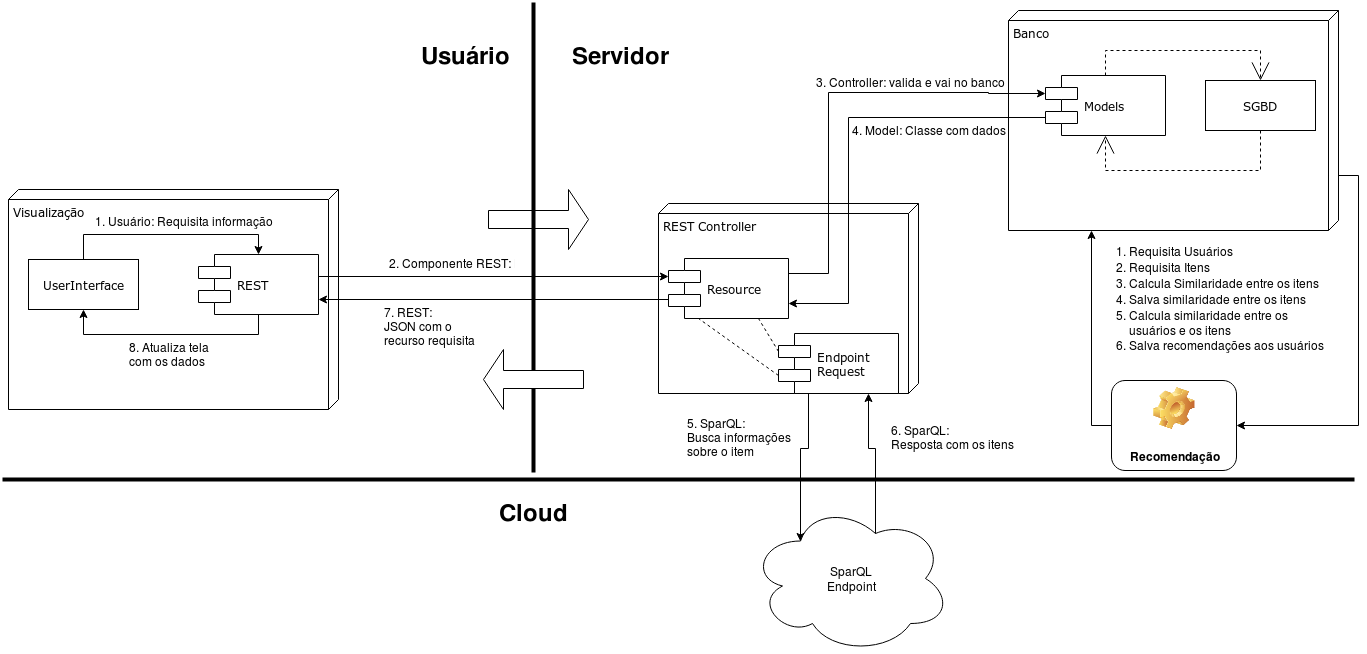 Usuário
Servidor
Banco
3. Controller: valida e vai no banco
Models
SGBD
4. Model: Classe com dados
Visualização
1. Usuário: Requisita informação
UserInterface
REST
8. Atualiza tela
com os dados
2. Componente REST:
7. REST:
JSON com o
recurso requisita
REST Controller
Resource
Endpoint
Request
1. Requisita Usuários
2. Requisita Itens
3. Calcula Similaridade entre os itens
4. Salva similaridade entre os itens
5. Calcula similaridade entre os
usuários e os itens
6. Salva recomendações aos usuários
5. SparQL:
Busca informações
sobre o item
6. SparQL:
Resposta com os itens
Recomendação
Cloud
SparQL
Endpoint